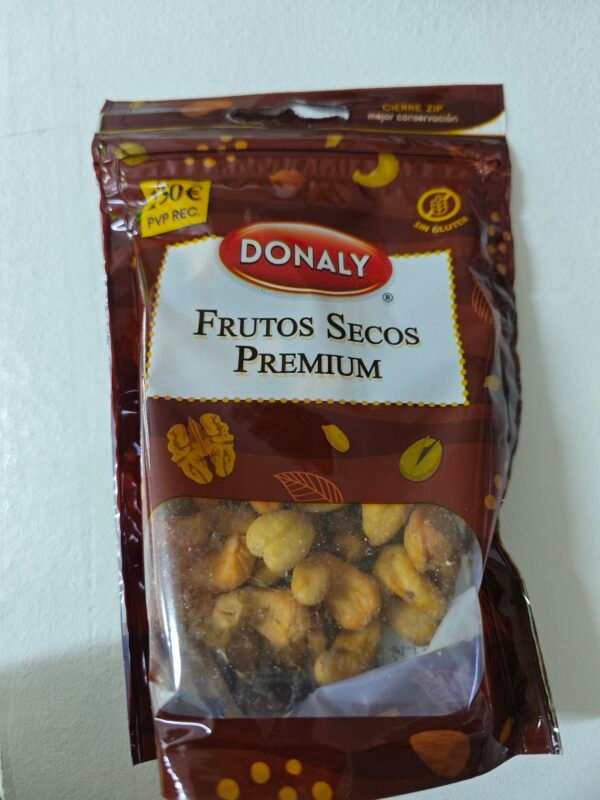 CIERRE ZIP
mejor conservación
PVP REC.
SIN GLUTEN
DONALY
®
FRUTOS SECOS
PREMIUM